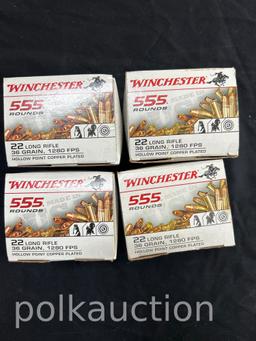 WINCHESTER
555
ROUNDS
22 LONG RIFLE
36 GRAIN, 1280 FPS
HOLLOW POINT COPPER PLATED
WINCHESTER
555
ROUNDS
22 LONG RIFLE
36 GRAIN, 1280 FPS
HOLLOW POINT COPPER PLATED
WINCHESTER
555
ROUNDS
22 LONG RIFLE
36 GRAIN, 1280 FPS
HOLLOW POINT COPPER PLATED
WINCHESTER
555
ROUNDS
22 LONG RIFLE
36 GRAIN, 1280 FPS
HOLLOW POINT COPPER PLATED
polkauction